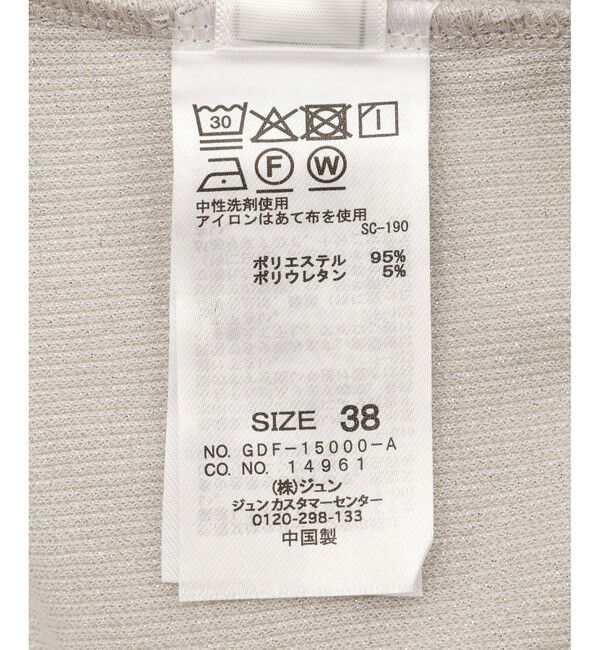 30
F W
中性洗剤使用
アイロンはあて布を使用
SC-190
ポリエステル 95%
ポリウレタン 5%
SIZE 38
NO. GDF-15000-A
CO. NO. 14961
(株)ジュン
ジュンカスタマーセンター
0120-298-133
中国製